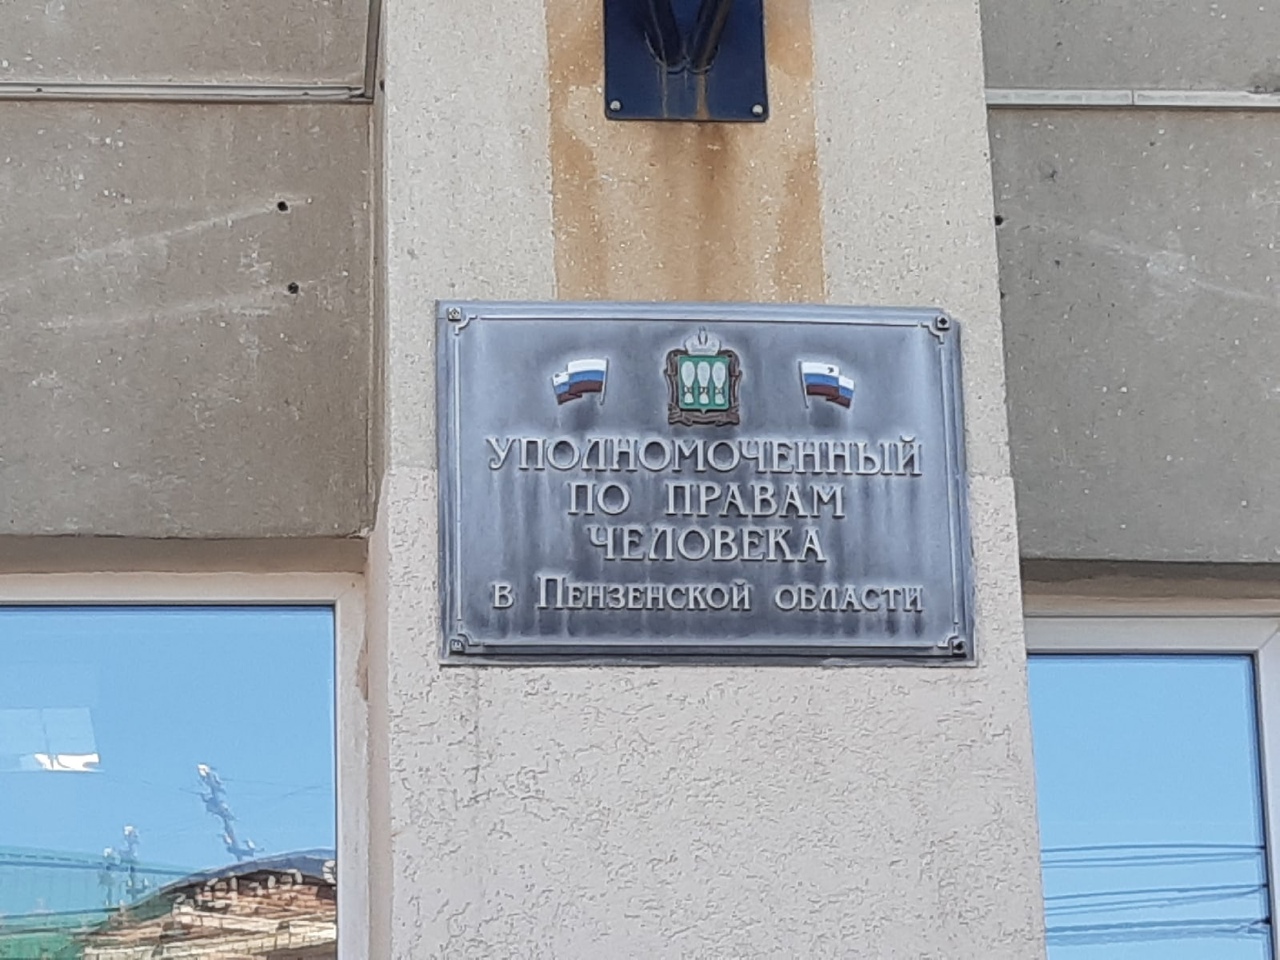 УПОЛНОМОЧЕННЫЙ
ПО ПРАВАМ
ЧЕЛОВЕКА
в Пензенской области